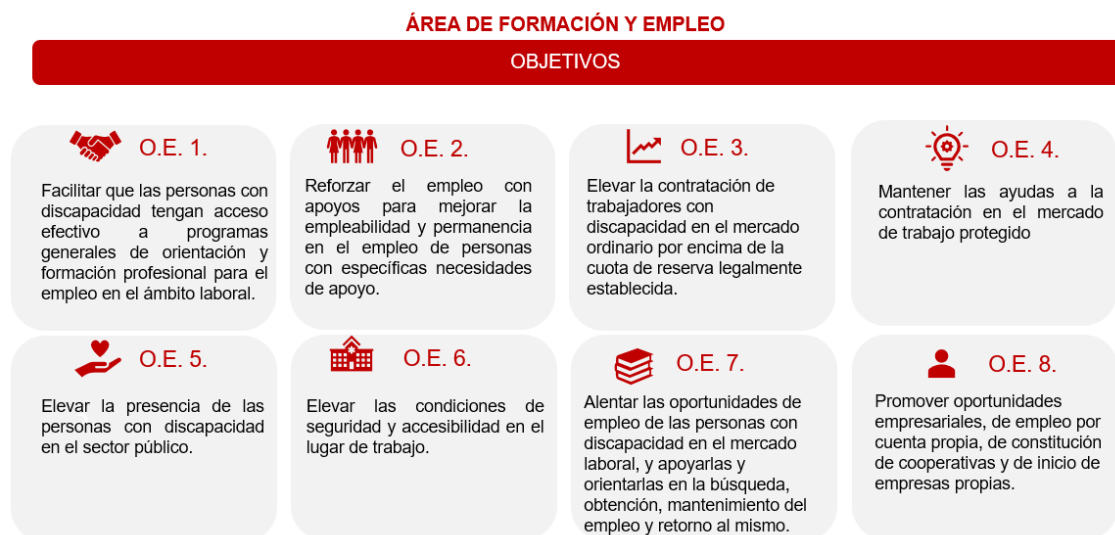 ÁREA DE FORMACIÓN Y EMPLEO
OBJETIVOS
O.E. 1.
Facilitar que las personas con
discapacidad tengan acceso
efectivo a programas
generales de orientación y
formación profesional para el
empleo en el ámbito laboral.
O.E. 2.
Reforzar el empleo con
apoyos para mejorar la
empleabilidad y permanencia
en el empleo de personas
con específicas necesidades
de apoyo.
O.E. 3.
Elevar la contratación de
trabajadores con
discapacidad en el mercado
ordinario por encima de la
cuota de reserva legalmente
establecida.
O.E. 4.
Mantener las ayudas a la
contratación en el mercado
de trabajo protegido
O.E. 5.
Elevar la presencia de las
personas con discapacidad
en el sector público.
O.E. 6.
Elevar las condiciones de
seguridad y accesibilidad en el
lugar de trabajo.
O.E. 7.
Alentar las oportunidades de
empleo de las personas con
discapacidad en el mercado
laboral, y apoyarlas y
orientarlas en la búsqueda,
obtención, mantenimiento del
empleo y retorno al mismo.
O.E. 8.
Promover oportunidades
empresariales, de empleo por
cuenta propia, de constitución
de cooperativas y de inicio de
empresas propias.